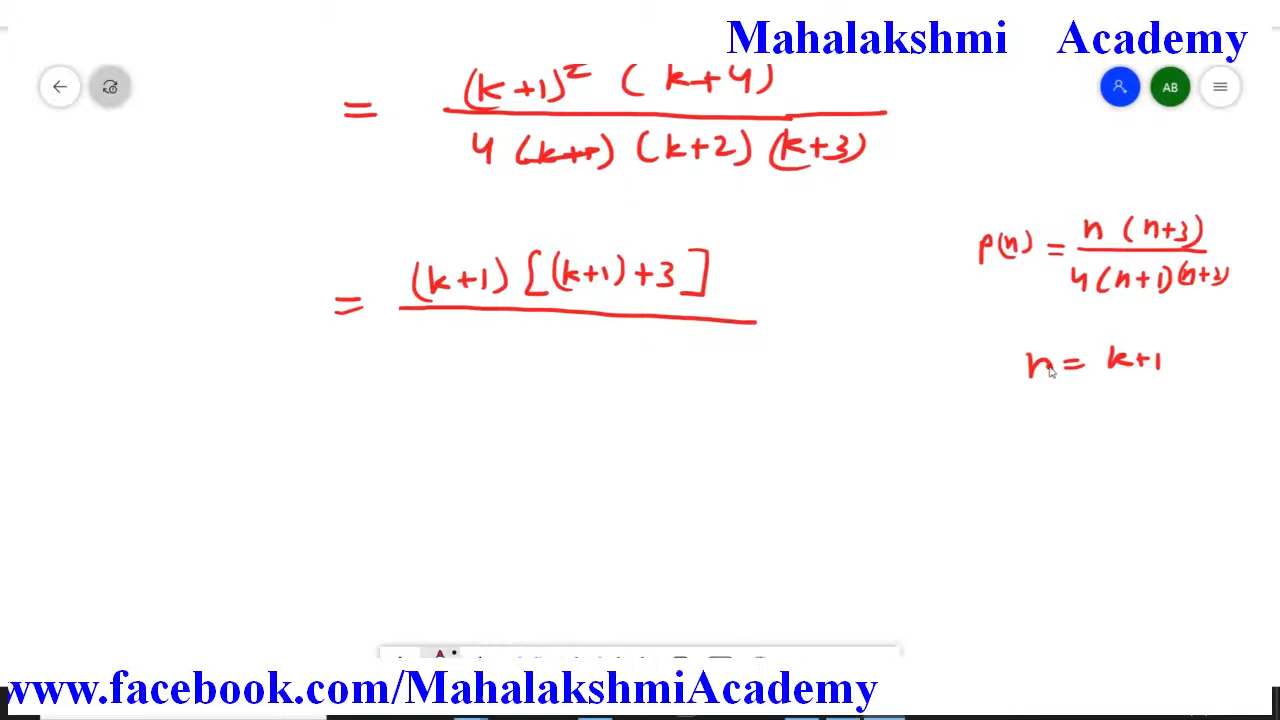 Mahalakshmi Academy
AB
= (k+1)² (k+4) / 4 (k+1) (k+2) (k+3)
P(n) = n (n+3) / 4 (n+1) (n+2)
= (k+1) [(k+1) +3]
n = k+1
www.facebook.com/MahalakshmiAcademy